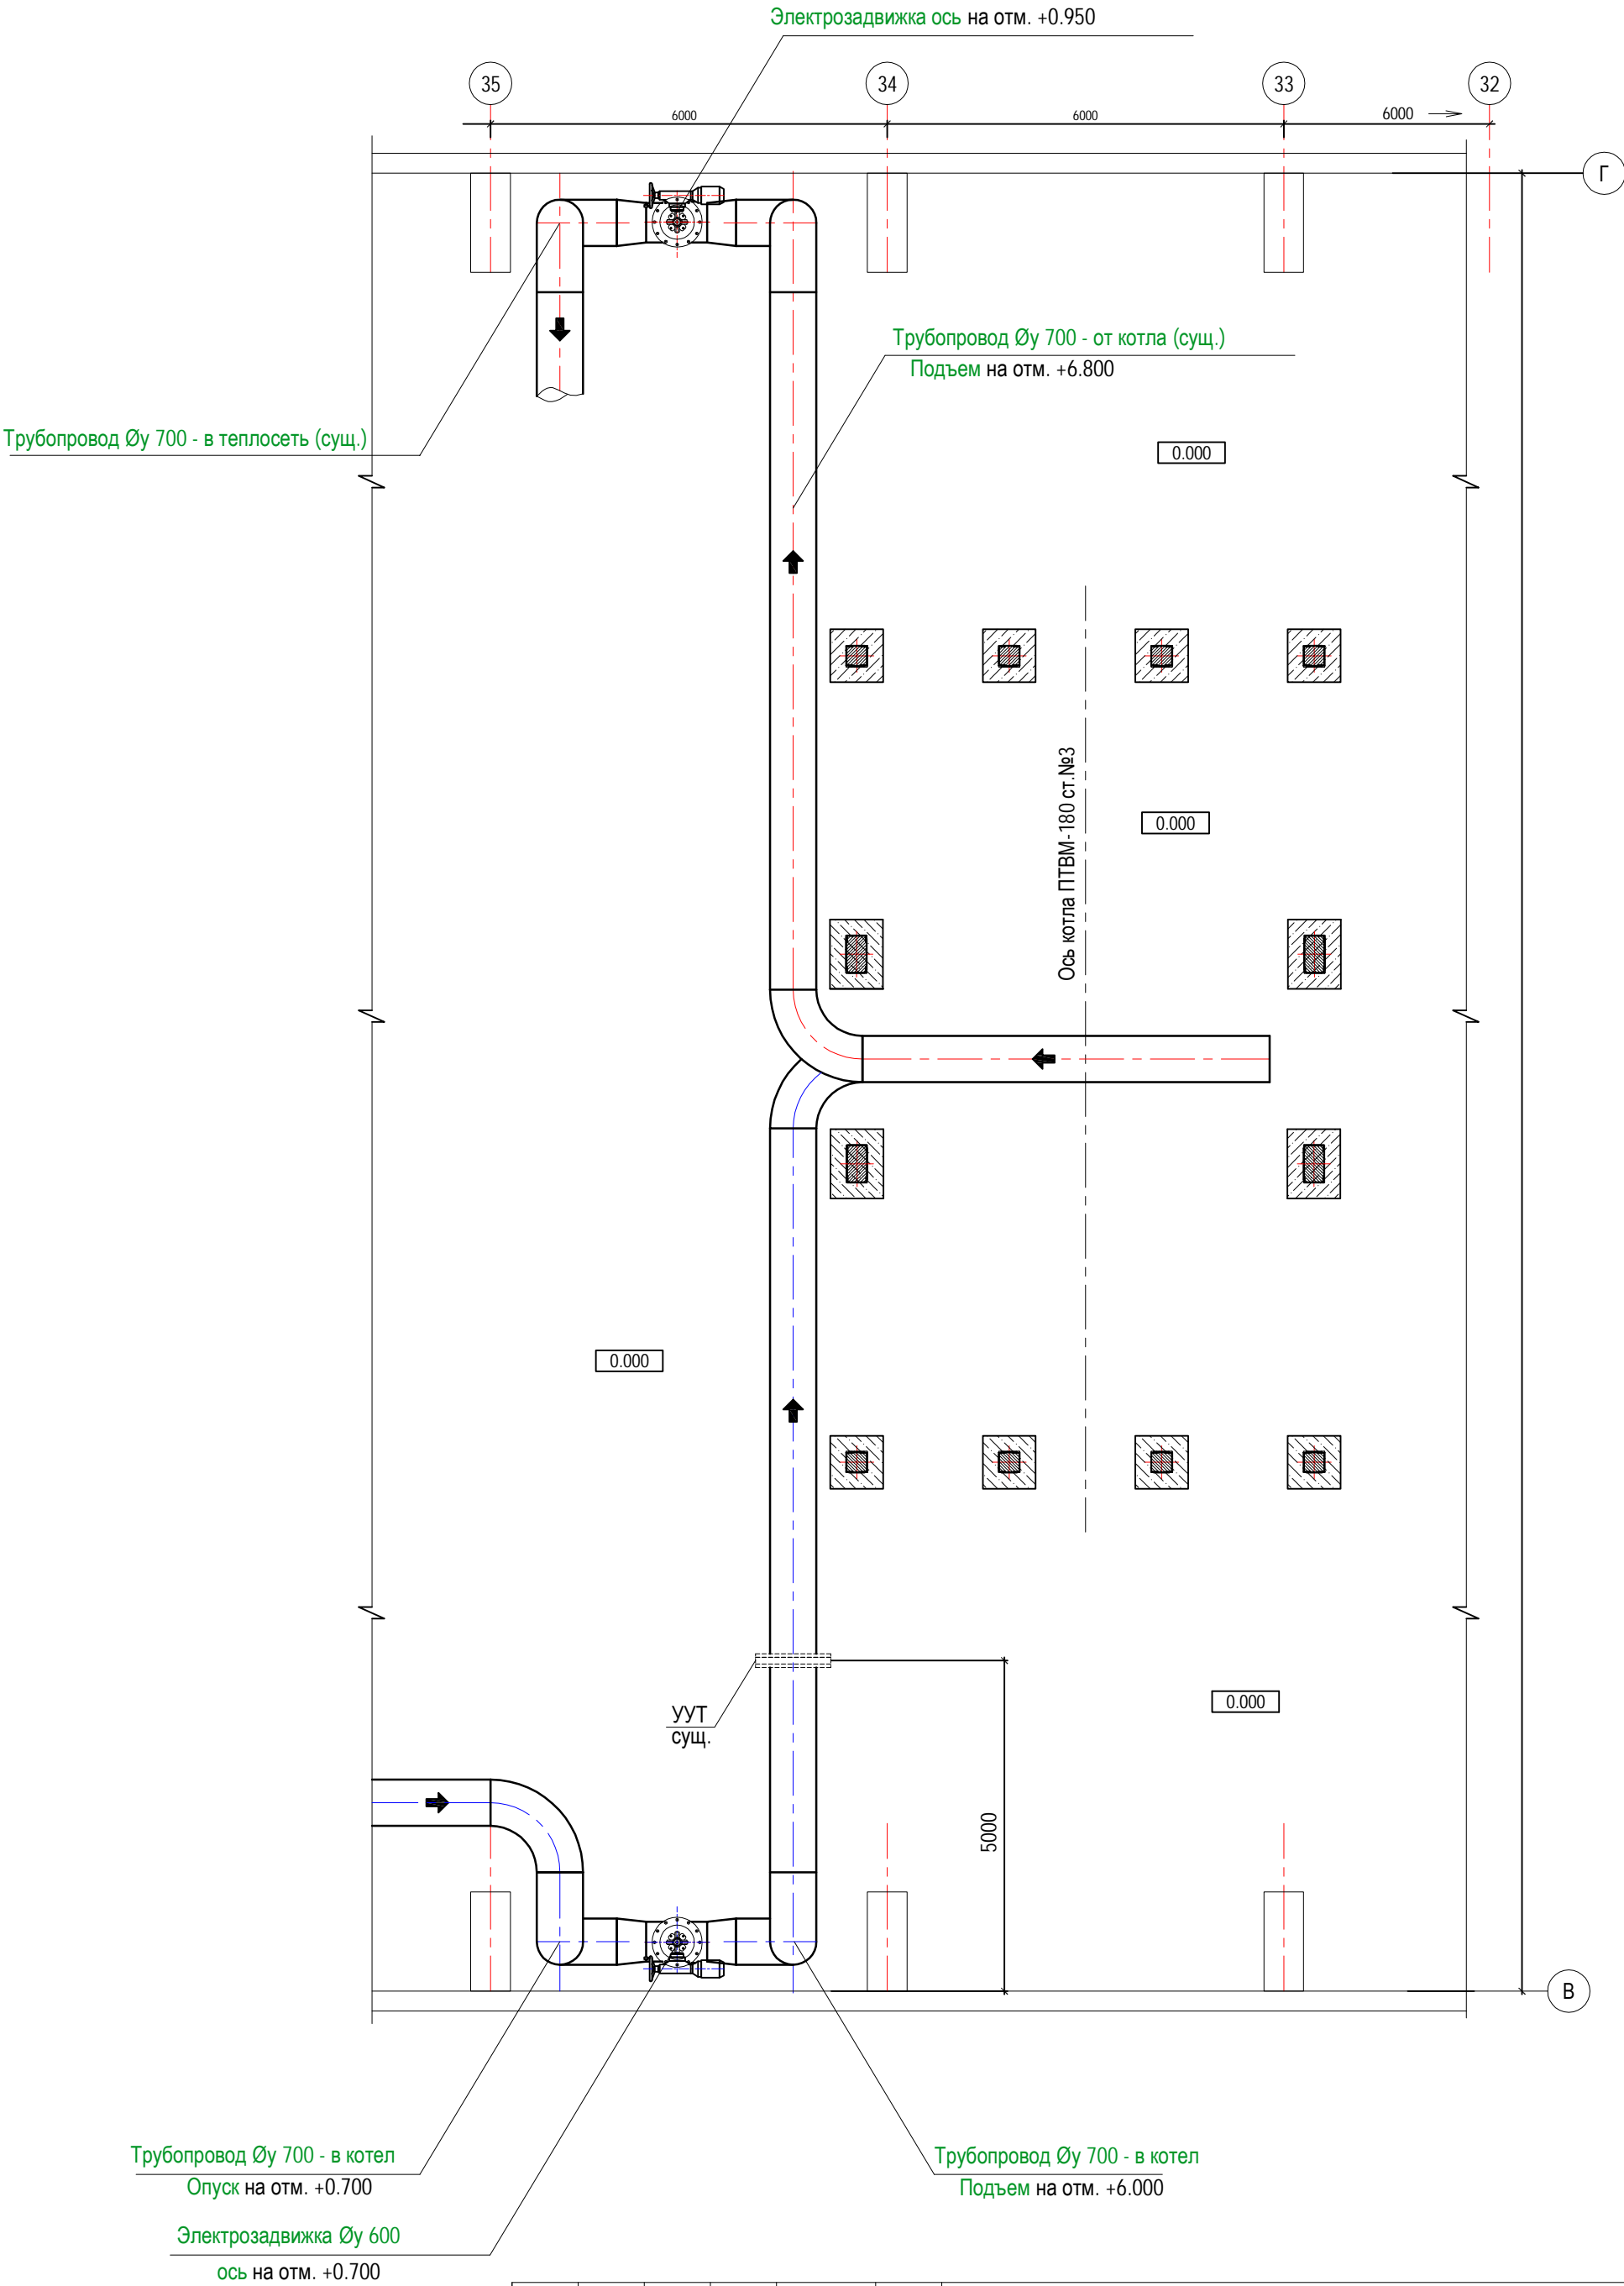 Электрозадвижка ось на отм. +0.950
35
34
33
32
6000
6000
6000
Г
Трубопровод Øу 700 - от котла (сущ.)
Подъем на отм. +6.800
Трубопровод Øу 700 - в теплосеть (сущ.)
0.000
Ось котла ПТВМ-180 ст.№3
0.000
0.000
0.000
УУТ
сущ.
5000
В
Трубопровод Øу 700 - в котел
Опуск на отм. +0.700
Трубопровод Øу 700 - в котел
Подъем на отм. +6.000
Электрозадвижка Øу 600
ось на отм. +0.700